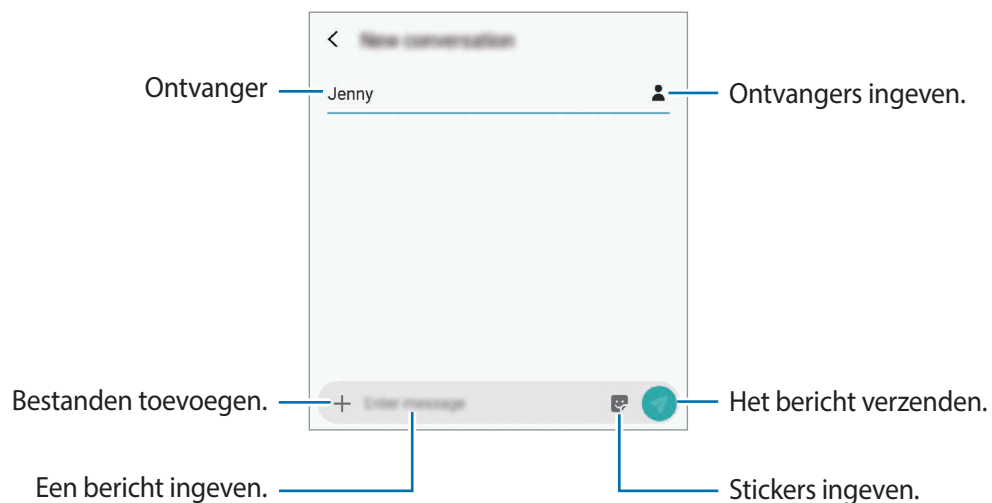 New conversation
Ontvanger
Jenny
Ontvangers ingeven.
Bestanden toevoegen.
Enter message
Het bericht verzenden.
Een bericht ingeven.
Stickers ingeven.